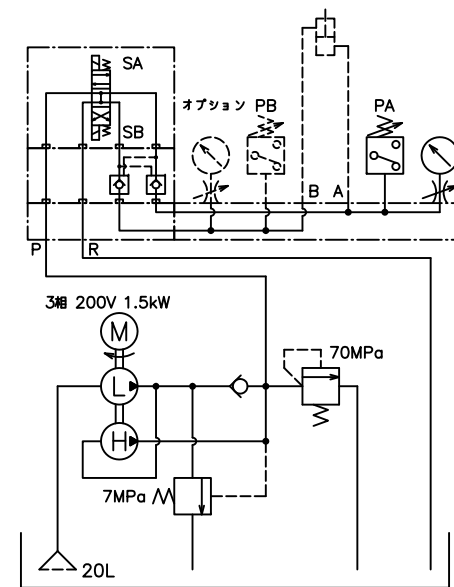 SA
オプション PB
PA
SB
B A
P R
3相 200V 1.5kW
M
70MPa
L
H
7MPa
20L